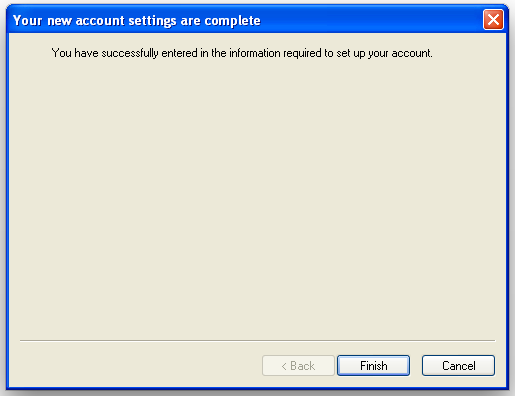 Your new account settings are complete
You have successfully entered in the information required to set up your account.
< Back
Finish
Cancel